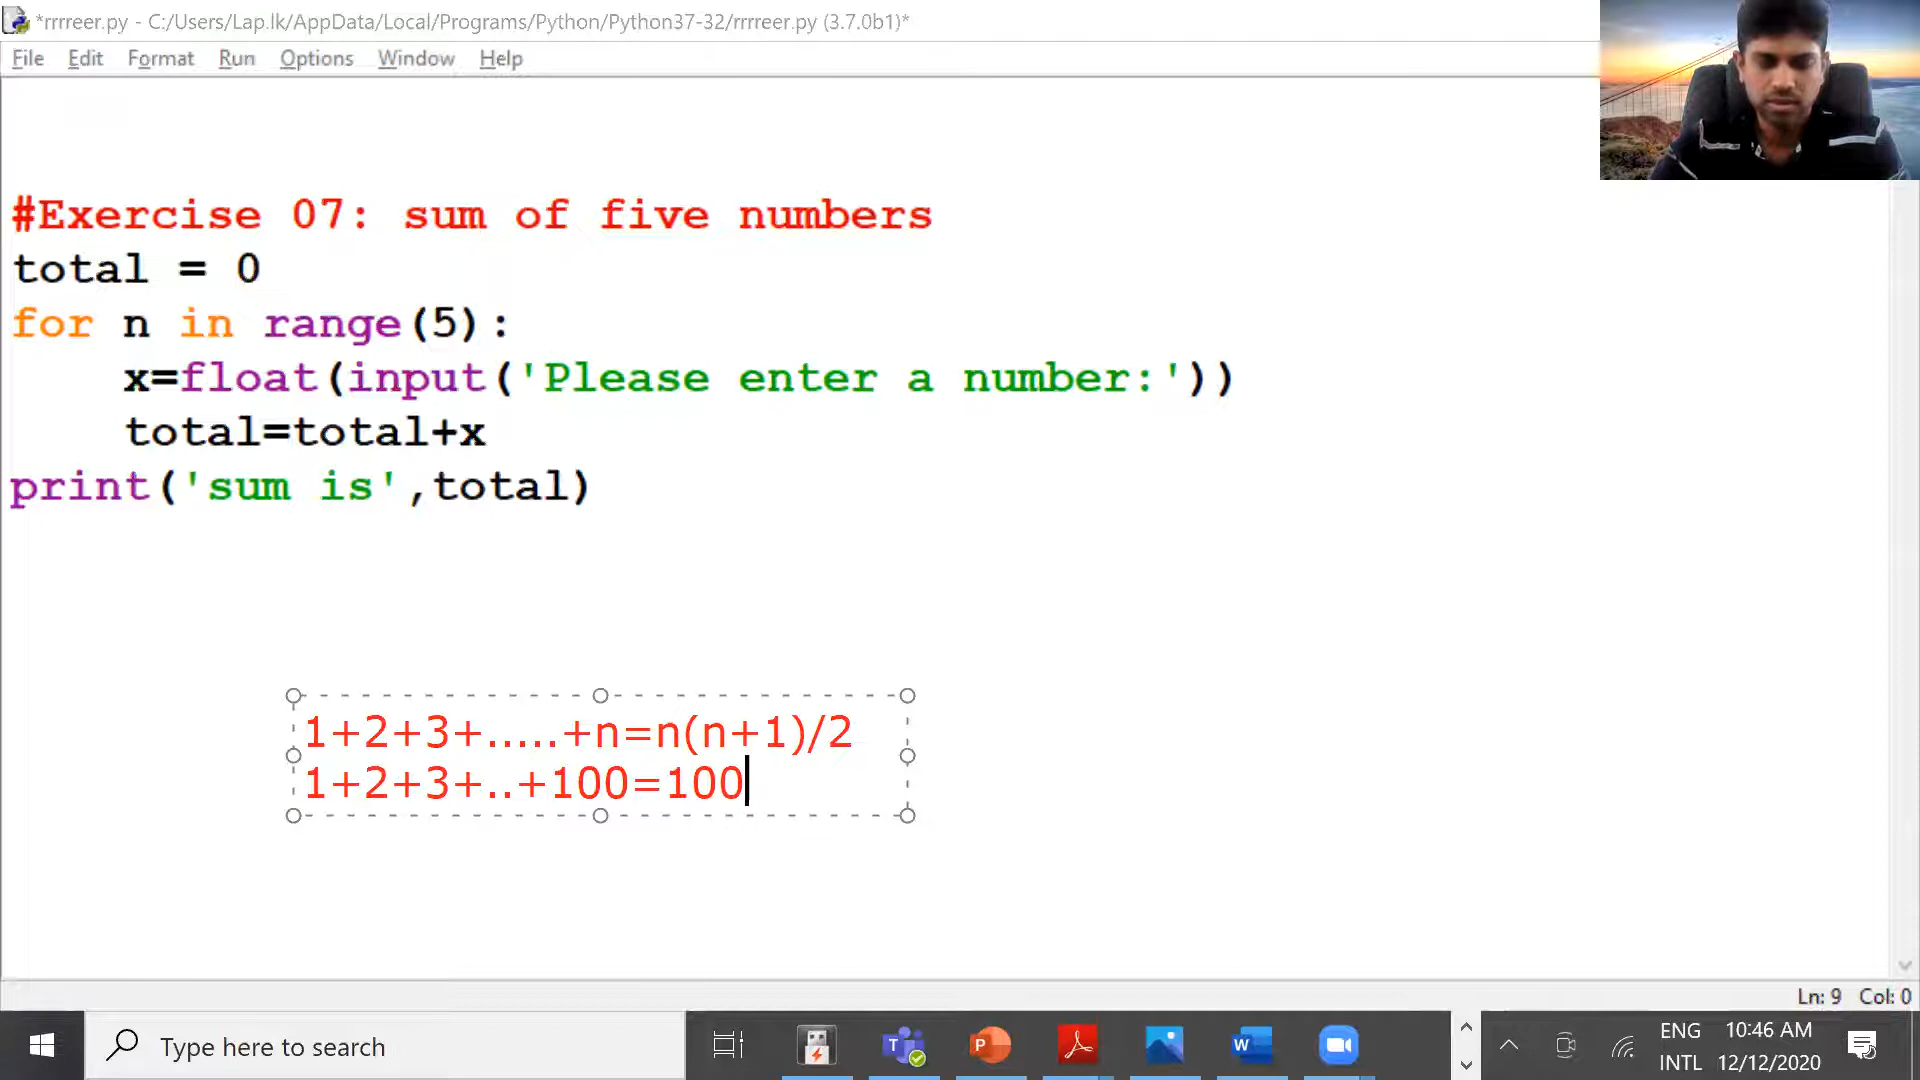 *rrrreer.py - C:/Users/Lap.lk/AppData/Local/Programs/Python/Python37-32/rrrreer.py (3.7.0b1)*
File Edit Format Run Options Window Help
#Exercise 07: sum of five numbers
total = 0
for n in range(5):
    x=float(input('Please enter a number:'))
    total=total+x
print('sum is',total)
1+2+3+.....+n=n(n+1)/2
1+2+3+..+100=100
Ln: 9 Col: 0
Type here to search
T
P
W
ENG 10:46 AM
INTL 12/12/2020